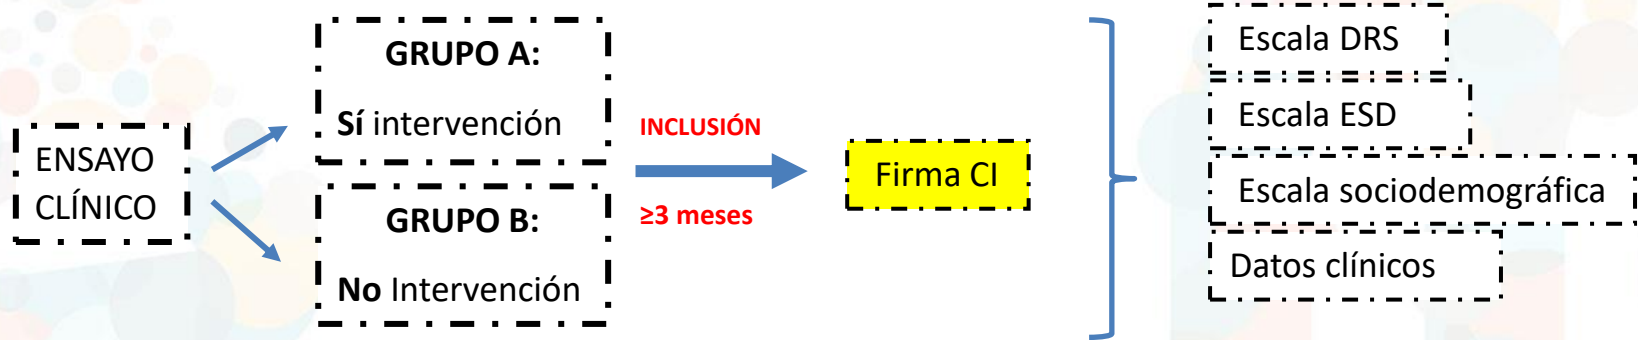 ENSAYO
CLÍNICO
GRUPO A:
Sí intervención
GRUPO B:
No Intervención
INCLUSIÓN
≥3 meses
Firma CI
Escala DRS
Escala ESD
Escala sociodemográfica
Datos clínicos